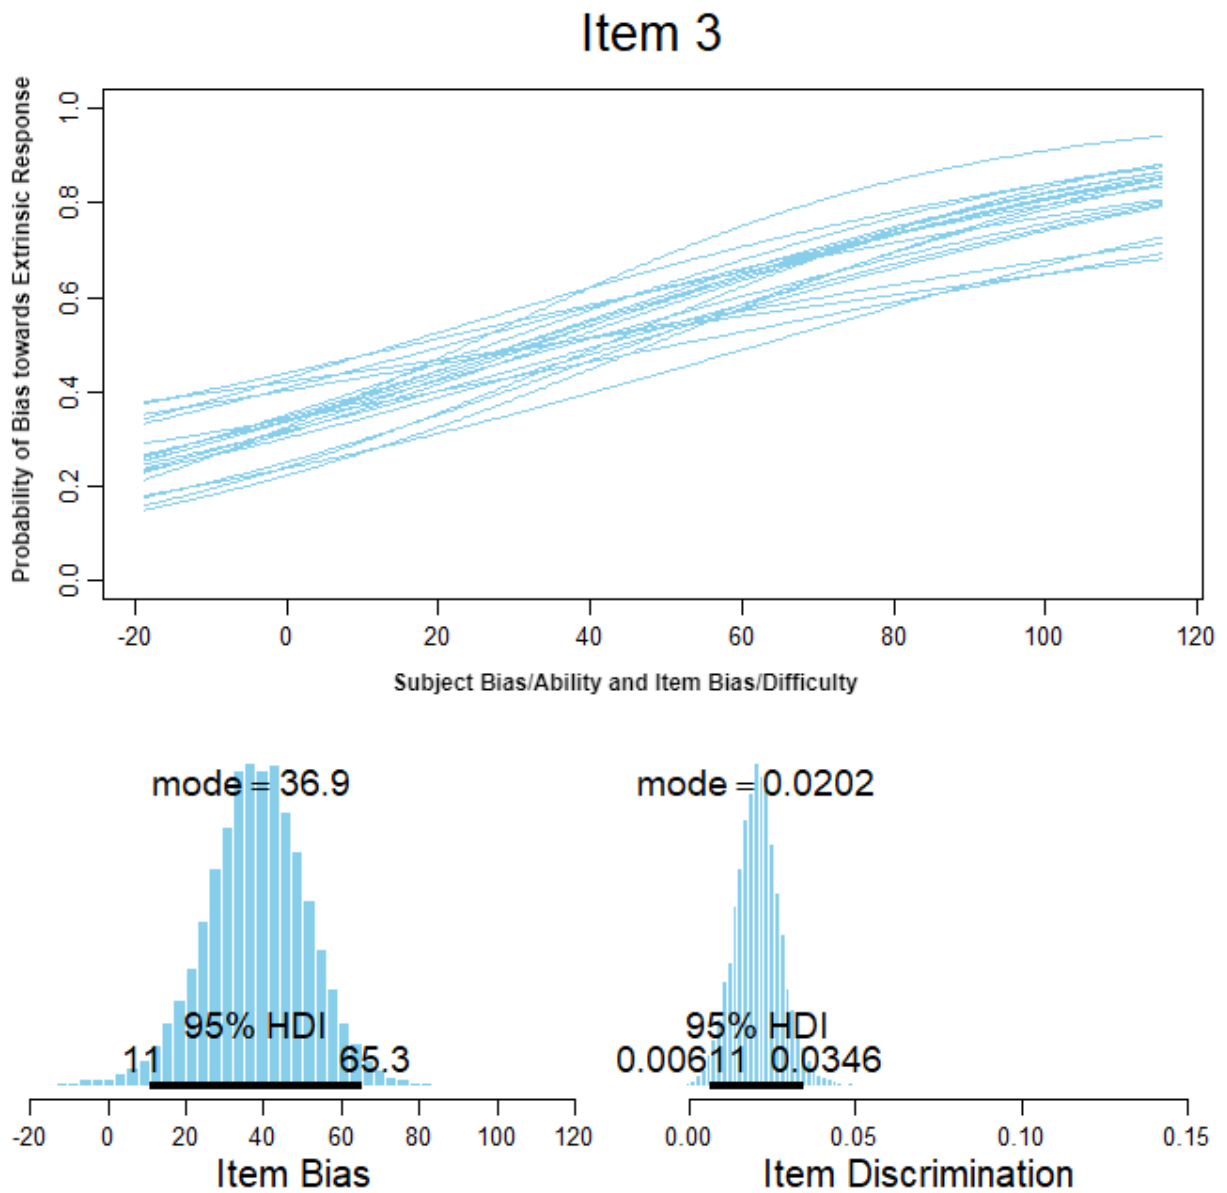 Item 3
Probability of Bias towards Extrinsic Response
1.0
0.8
0.6
0.4
0.2
0.0
-20 0 20 40 60 80 100 120
Subject Bias/Ability and Item Bias/Difficulty
mode = 36.9
95% HDI
11 65.3
-20 0 20 40 60 80 100 120
Item Bias
mode = 0.0202
95% HDI
0.00611 0.0346
0.00 0.05 0.10 0.15
Item Discrimination